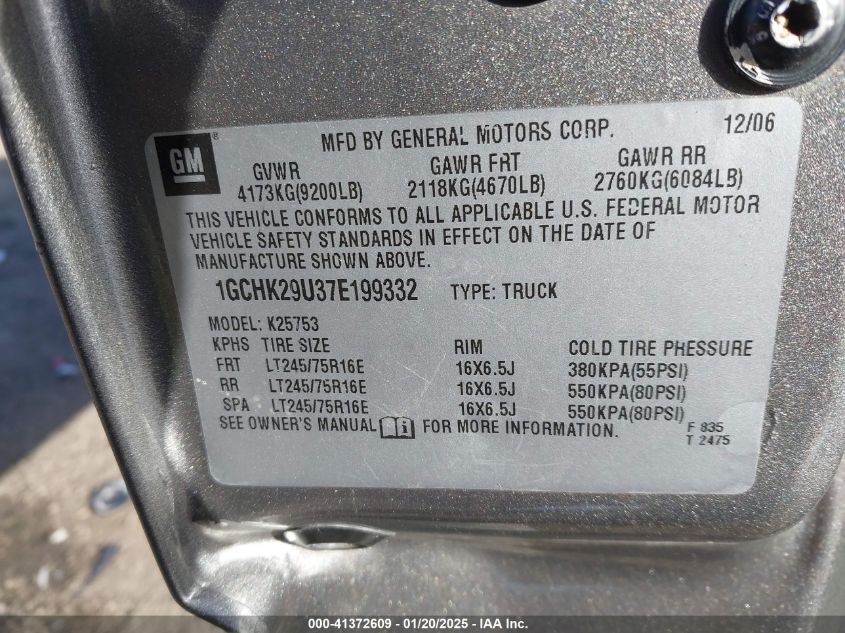 MFD BY GENERAL MOTORS CORP. 12/06
GM®
GVWR GAWR FRT GAWR RR
4173KG(9200LB) 2118KG(4670LB) 2760KG(6084LB)
THIS VEHICLE CONFORMS TO ALL APPLICABLE U.S. FEDERAL MOTOR
VEHICLE SAFETY STANDARDS IN EFFECT ON THE DATE OF
MANUFACTURE SHOWN ABOVE.
1GCHK29U37E199332 TYPE: TRUCK
MODEL: K25753
KPHS TIRE SIZE RIM COLD TIRE PRESSURE
FRT LT245/75R16E 16X6.5J 380KPA(55PSI)
RR LT245/75R16E 16X6.5J 550KPA(80PSI)
SPA LT245/75R16E 16X6.5J 550KPA(80PSI)
SEE OWNER'S MANUAL FOR MORE INFORMATION. F 835
T 2475
000-41372609 - 01/20/2025 - IAA Inc.